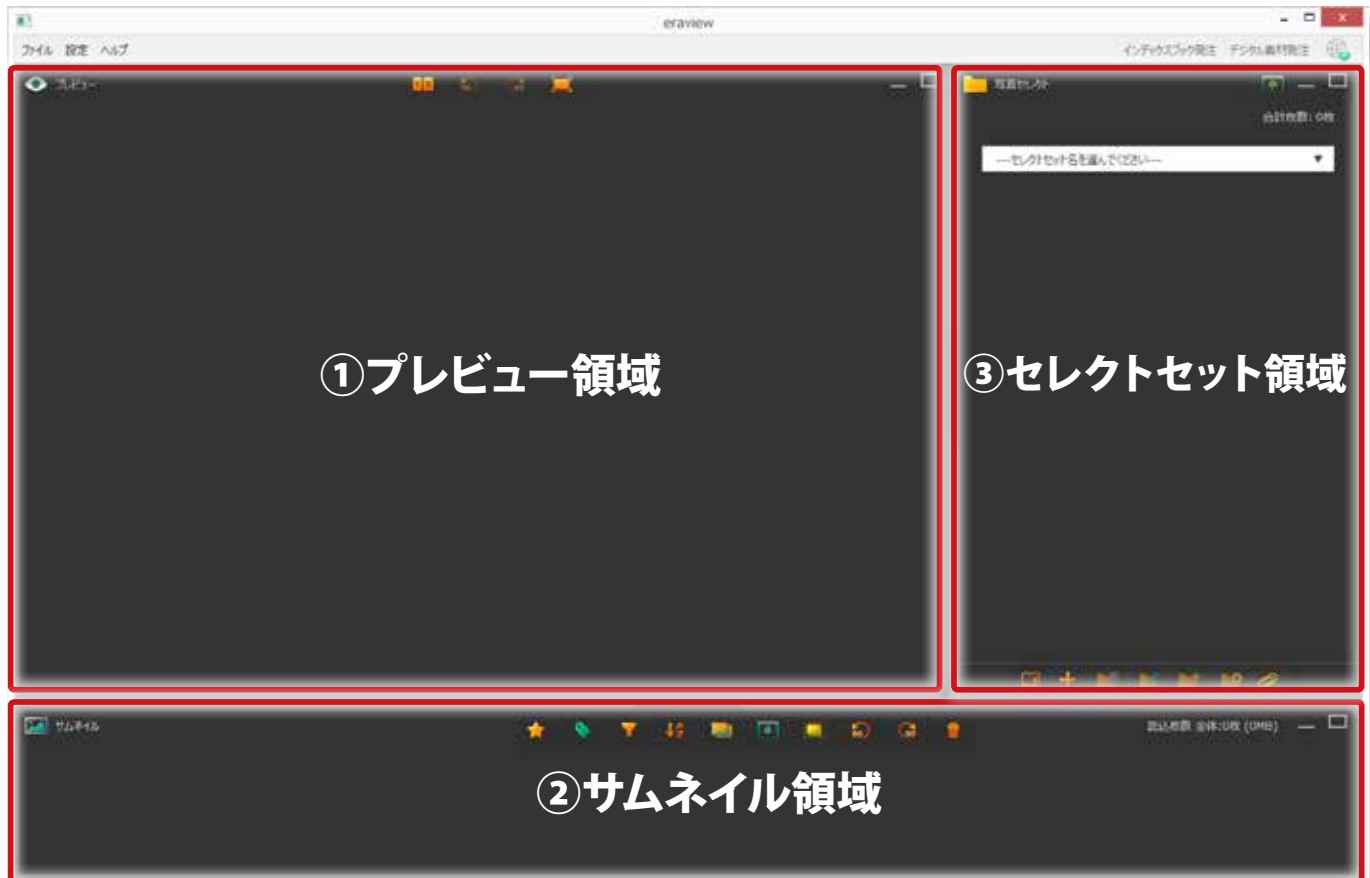 eraview
ファイル 設定 ヘルプ
インデックスブック発注 デジタル素材発注
プレビュー
写真セレクト
合計枚数:0枚
---セレクトセット名を選んでください---
①プレビュー領域
③セレクトセット領域
サムネイル
読込枚数 全体:0枚 (0MB)
②サムネイル領域